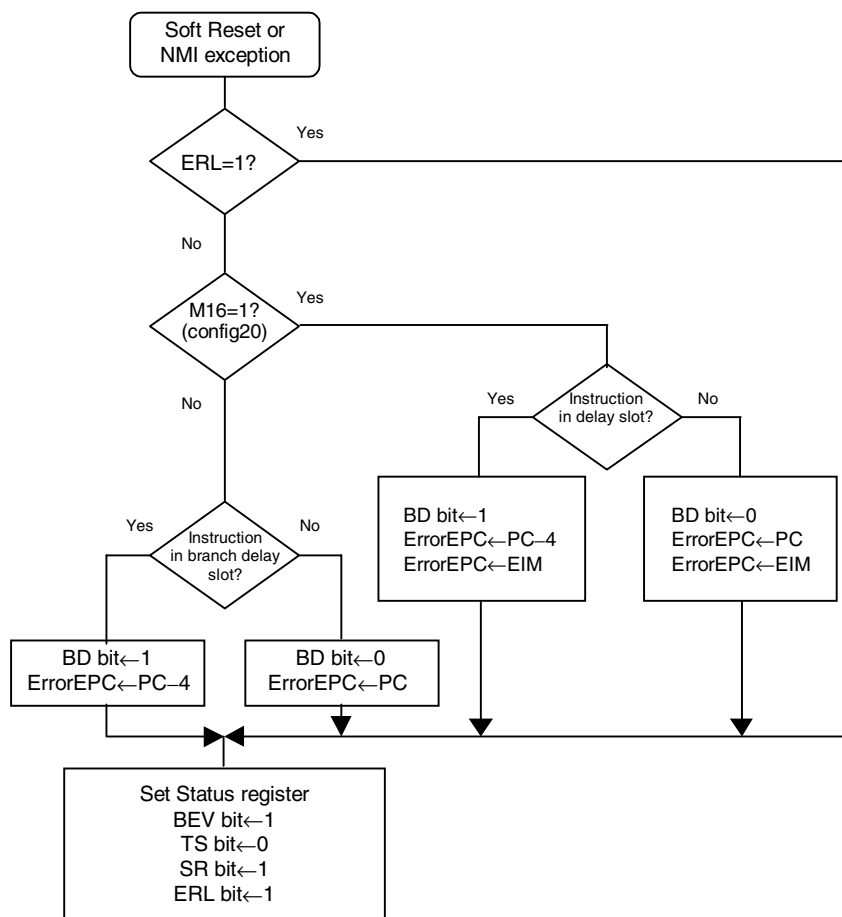 Soft Reset or
NMI exception
Yes
ERL=1?
No
M16=1?
(config20)
Yes
No
Yes
Instruction
in delay slot?
No
BD bit←1
ErrorEPC←PC−4
ErrorEPC←EIM
BD bit←0
ErrorEPC←PC
ErrorEPC←EIM
Yes
Instruction
in branch delay
slot?
No
BD bit←1
ErrorEPC←PC−4
BD bit←0
ErrorEPC←PC
Set Status register
BEV bit←1
TS bit←0
SR bit←1
ERL bit←1